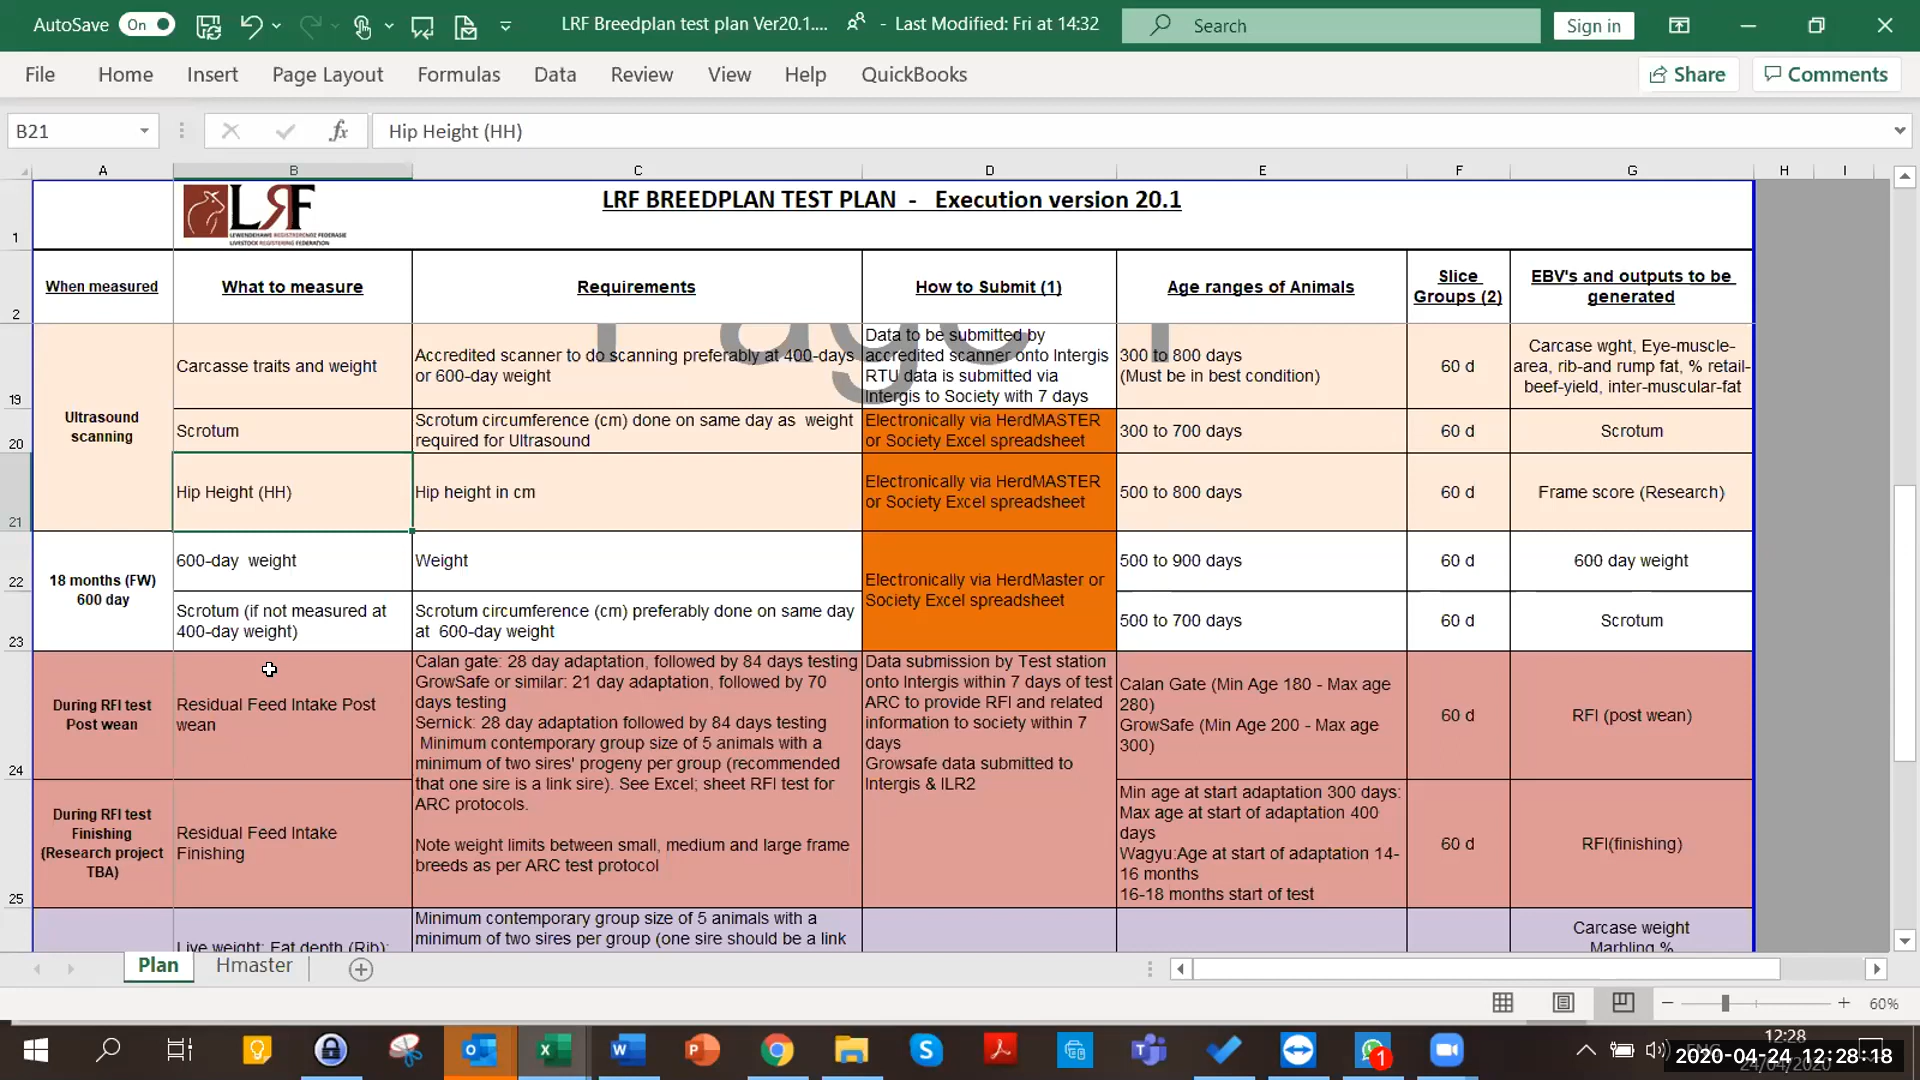 AutoSave On LRF Breedplan test plan Ver20.1.... - Last Modified: Fri at 14:32 Search Sign in
File Home Insert Page Layout Formulas Data Review View Help QuickBooks Share Comments
B21 fx Hip Height (HH)
A B C D E F G H I
1
LRF
LEWENDEHAWE REGISTRERENDE FEDERASIE
LIVESTOCK REGISTERING FEDERATION
LRF BREEDPLAN TEST PLAN - Execution version 20.1
2
When measured
What to measure
Requirements
How to Submit (1)
Age ranges of Animals
Slice
Groups (2)
EBV's and outputs to be
generated
Page 1
19
Ultrasound
scanning
Carcasse traits and weight
Accredited scanner to do scanning preferably at 400-days
or 600-day weight
Data to be submitted by
accredited scanner onto Intergis
RTU data is submitted via
Intergis to Society with 7 days
300 to 800 days
(Must be in best condition)
60 d
Carcase wght, Eye-muscle-
area, rib-and rump fat, % retail-
beef-yield, inter-muscular-fat
20
Scrotum
Scrotum circumference (cm) done on same day as weight
required for Ultrasound
Electronically via HerdMASTER
or Society Excel spreadsheet
300 to 700 days
60 d
Scrotum
21
Hip Height (HH)
Hip height in cm
Electronically via HerdMASTER
or Society Excel spreadsheet
500 to 800 days
60 d
Frame score (Research)
22
18 months (FW)
600 day
600-day weight
Weight
Electronically via HerdMaster or
Society Excel spreadsheet
500 to 900 days
60 d
600 day weight
23
Scrotum (if not measured at
400-day weight)
Scrotum circumference (cm) preferably done on same day
at 600-day weight
500 to 700 days
60 d
Scrotum
24
During RFI test
Post wean
Residual Feed Intake Post
wean
Calan gate: 28 day adaptation, followed by 84 days testing
GrowSafe or similar: 21 day adaptation, followed by 70
days testing
Sernick: 28 day adaptation followed by 84 days testing
Minimum contemporary group size of 5 animals with a
minimum of two sires' progeny per group (recommended
that one sire is a link sire). See Excel; sheet RFI test for
ARC protocols.
Note weight limits between small, medium and large frame
breeds as per ARC test protocol
Data submission by Test station
onto Intergis within 7 days of test
ARC to provide RFI and related
information to society within 7
days
Growsafe data submitted to
Intergis & ILR2
Calan Gate (Min Age 180 - Max age
280)
GrowSafe (Min Age 200 - Max age
300)
60 d
RFI (post wean)
25
During RFI test
Finishing
(Research project
TBA)
Residual Feed Intake
Finishing
Min age at start adaptation 300 days:
Max age at start of adaptation 400
days
Wagyu:Age at start of adaptation 14-
16 months
16-18 months start of test
60 d
RFI(finishing)
Live weight; Fat depth (Rib);
Minimum contemporary group size of 5 animals with a
minimum of two sires per group (one sire should be a link
Carcase weight
Marbling %
Plan Hmaster
60%
12:28
24/04/2020
1
2020-04-24 12:28:18